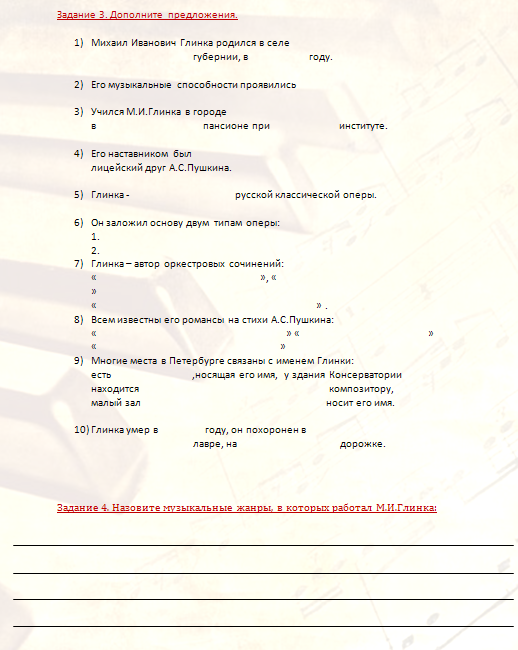 Задание 3. Дополните предложения.
1) Михаил Иванович Глинка родился в селе
губернии, в году.
2) Его музыкальные способности проявились
3) Учился М.И.Глинка в городе
в пансионе при институте.
4) Его наставником был
лицейский друг А.С.Пушкина.
5) Глинка - русской классической оперы.
6) Он заложил основу двум типам оперы:
1.
2.
7) Глинка – автор оркестровых сочинений:
« », «
»
« » .
8) Всем известны его романсы на стихи А.С.Пушкина:
« » « »
« »
9) Многие места в Петербурге связаны с именем Глинки:
есть ,носящая его имя, у здания Консерватории
находится композитору,
малый зал носит его имя.
10) Глинка умер в году, он похоронен в
лавре, на дорожке.
Задание 4. Назовите музыкальные жанры, в которых работал М.И.Глинка: